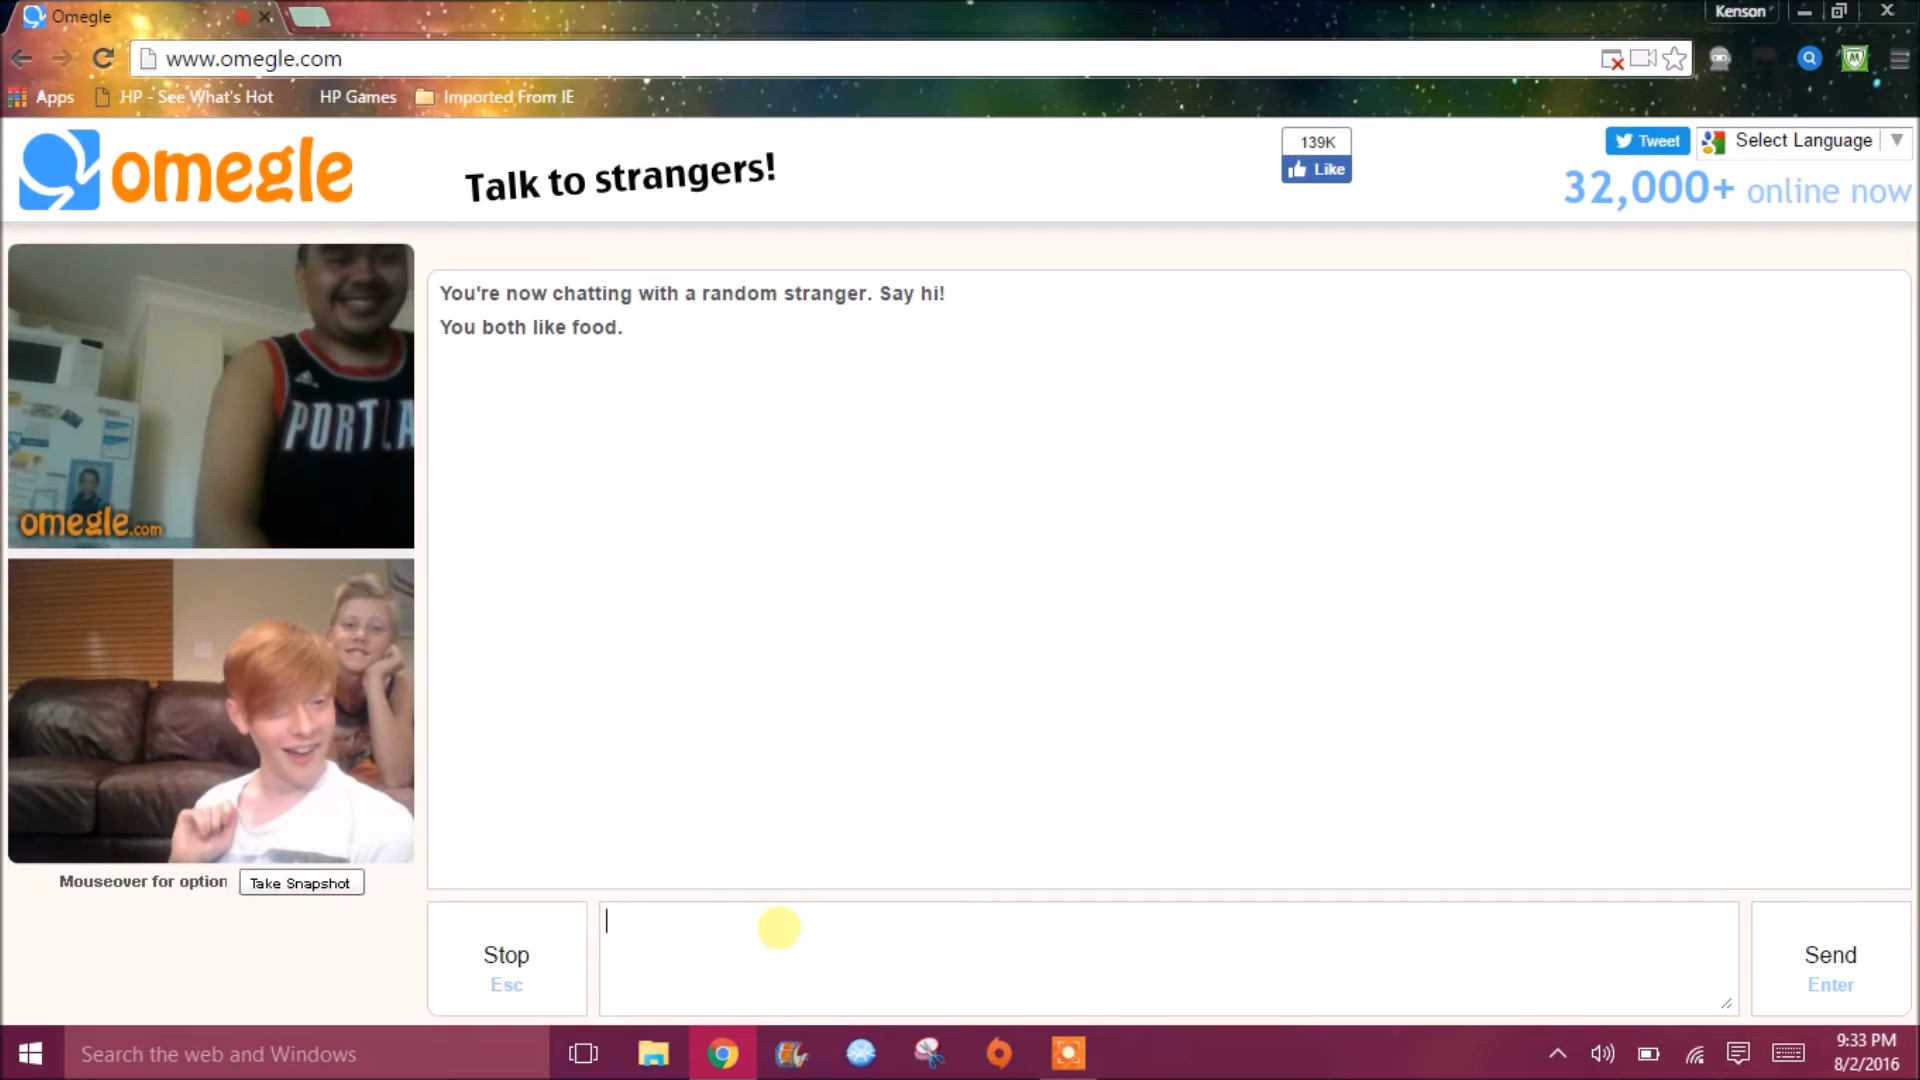 Omegle
Kenson
www.omegle.com
Apps
HP - See What's Hot
HP Games
Imported From IE
omegle
Talk to strangers!
139K
Like
Tweet
Select Language
32,000+ online now
PORTLA
omegle.com
You're now chatting with a random stranger. Say hi!
You both like food.
Mouseover for option
Take Snapshot
Stop
Esc
Send
Enter
Search the web and Windows
9:33 PM
8/2/2016